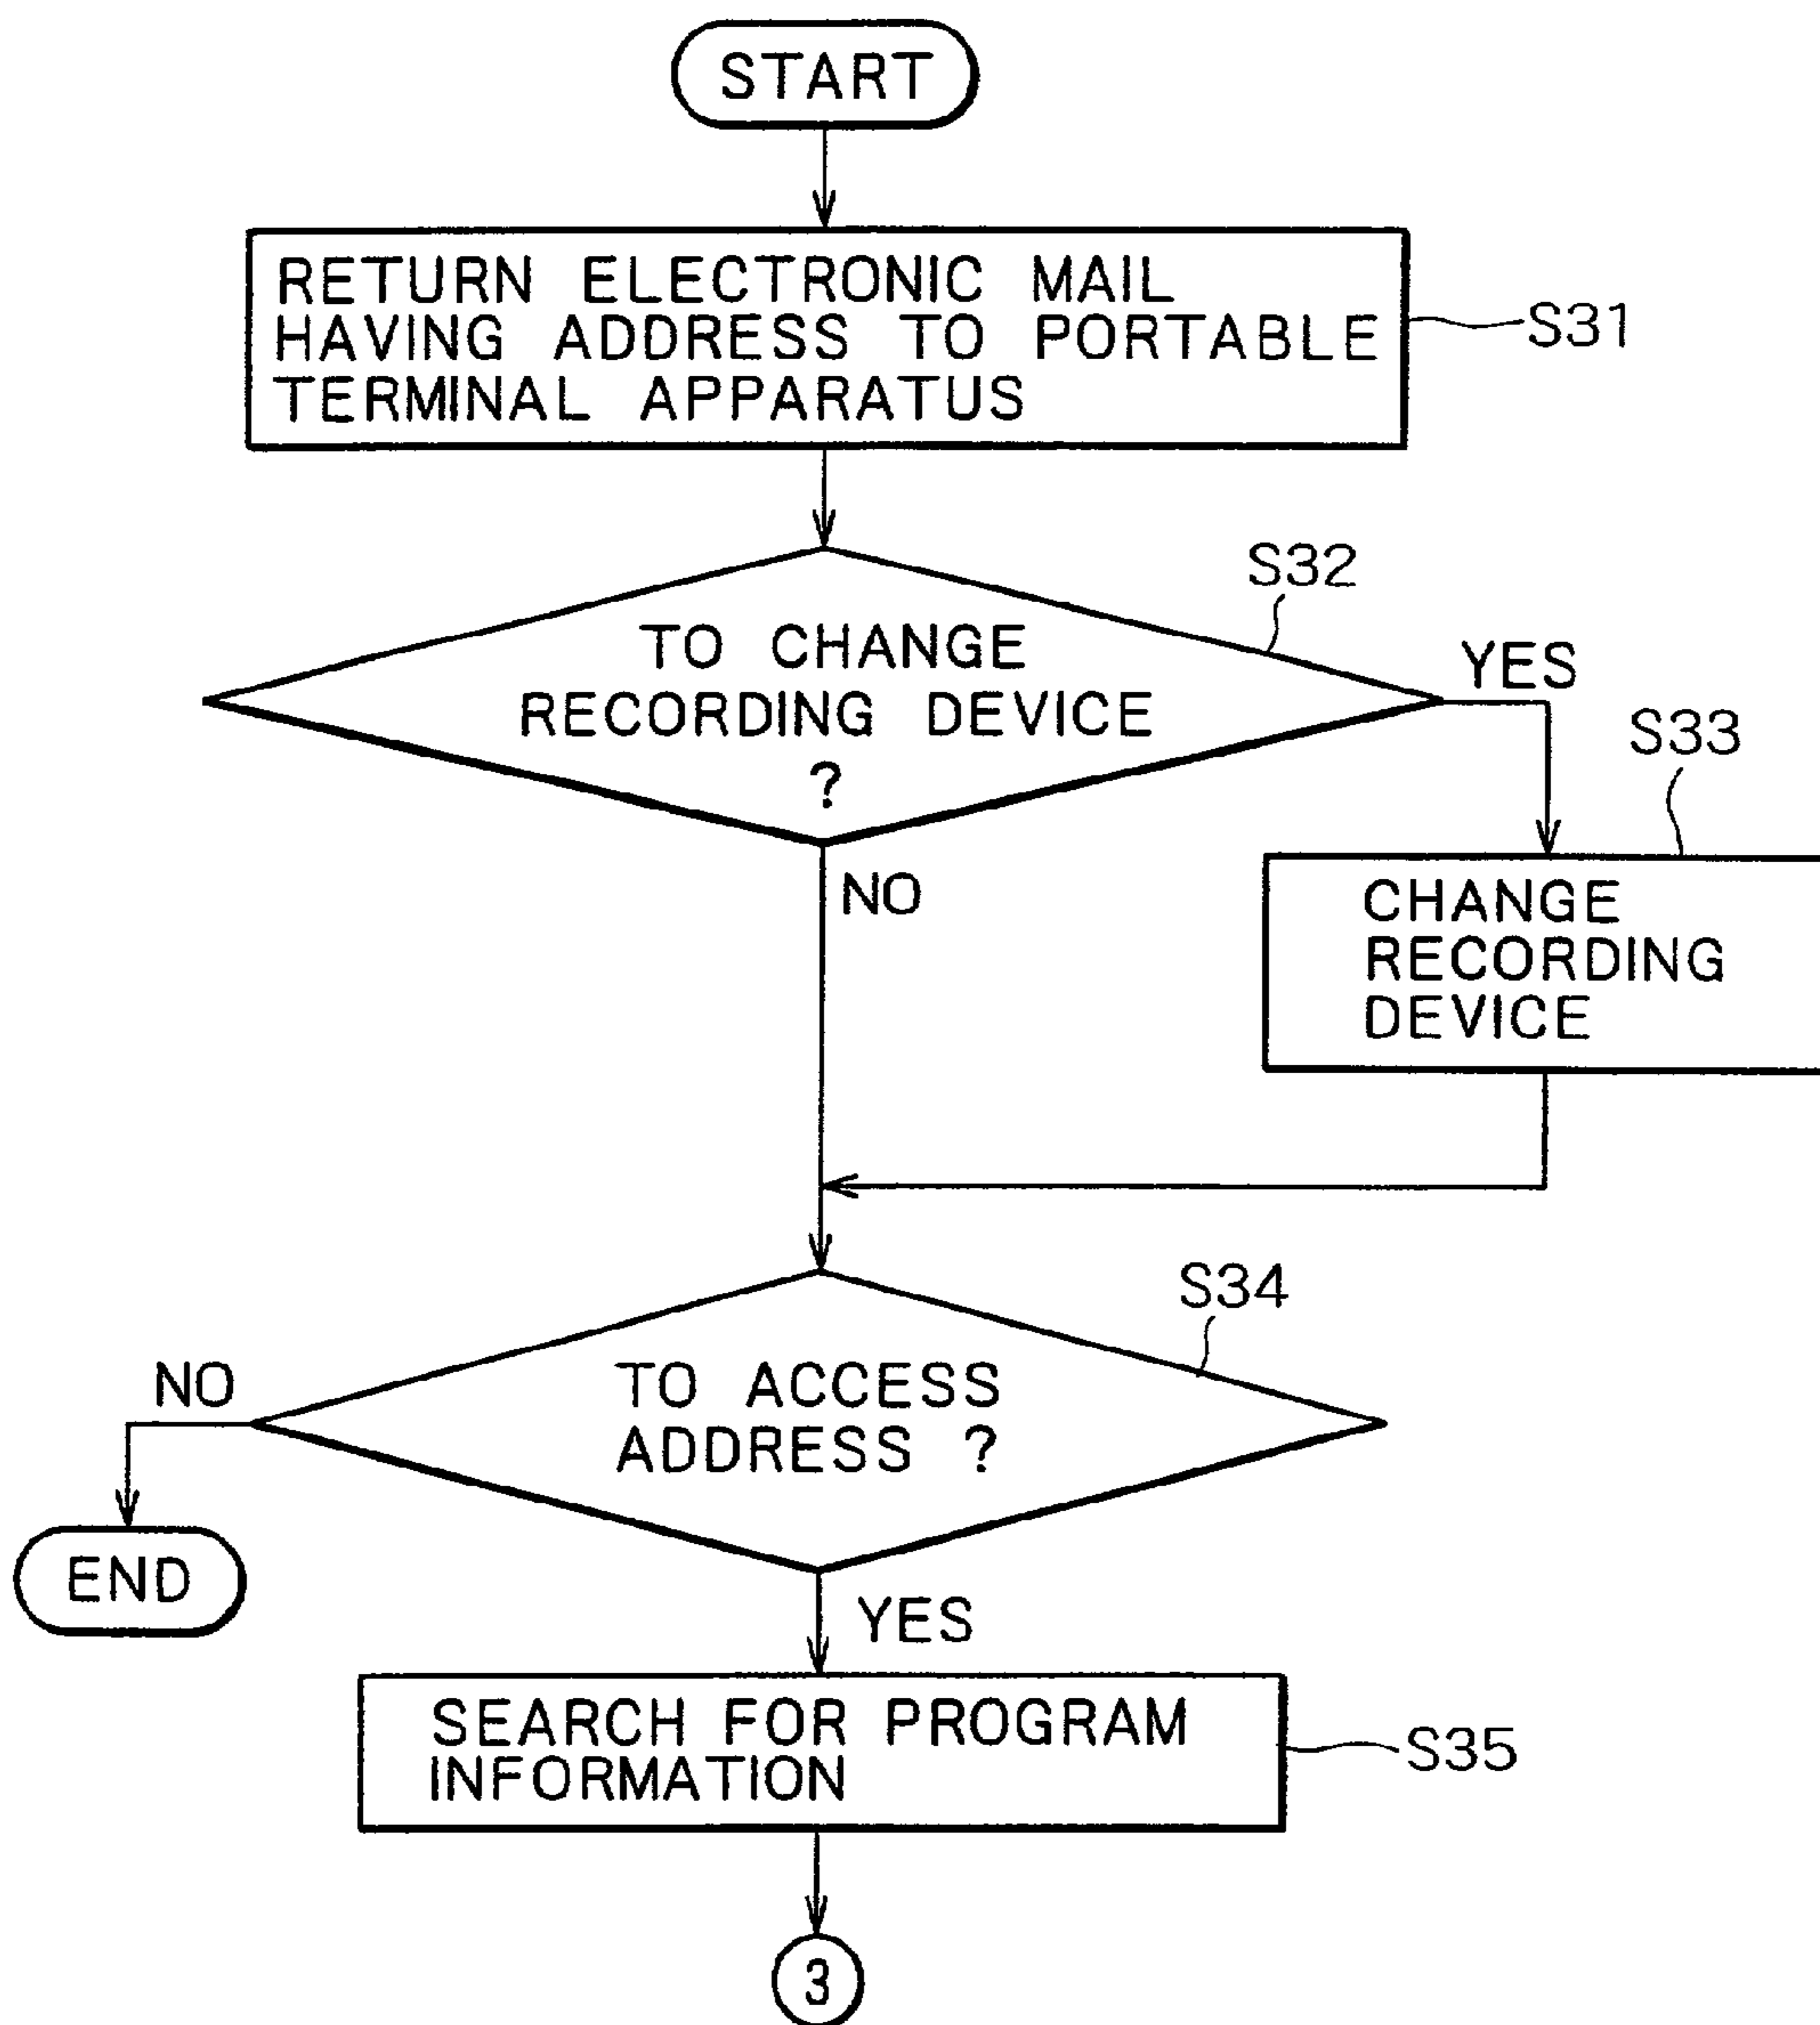 START
RETURN ELECTRONIC MAIL
HAVING ADDRESS TO PORTABLE
TERMINAL APPARATUS
S31
S32
TO CHANGE
RECORDING DEVICE
?
YES
S33
NO
CHANGE
RECORDING
DEVICE
S34
NO
TO ACCESS
ADDRESS ?
END
YES
SEARCH FOR PROGRAM
INFORMATION
S35
3